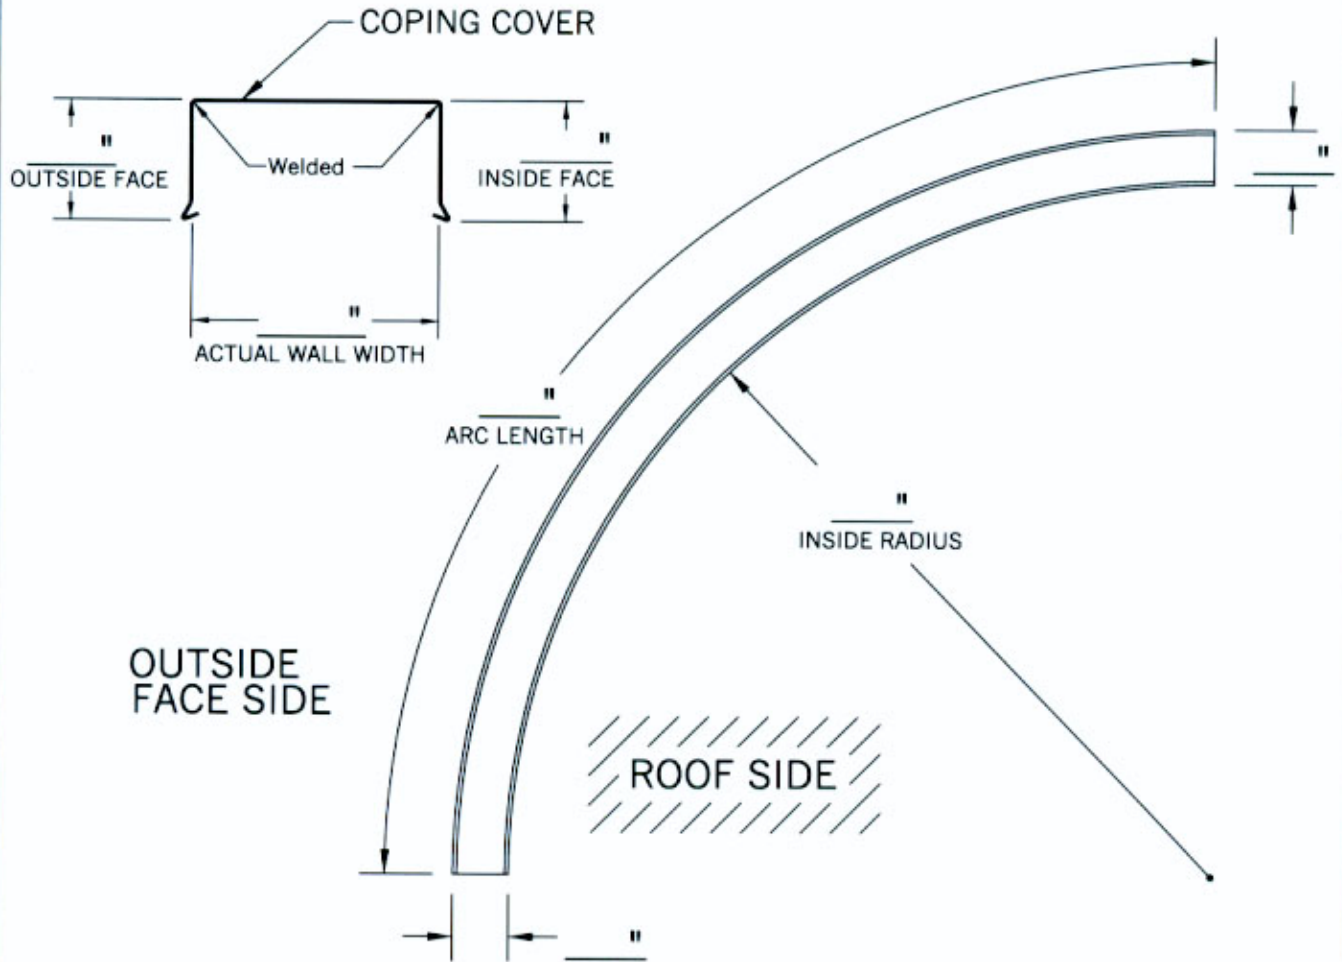 COPING COVER
"
OUTSIDE FACE
Welded
"
INSIDE FACE
"
ACTUAL WALL WIDTH
"
"
ARC LENGTH
"
INSIDE RADIUS
OUTSIDE
FACE SIDE
ROOF SIDE
"